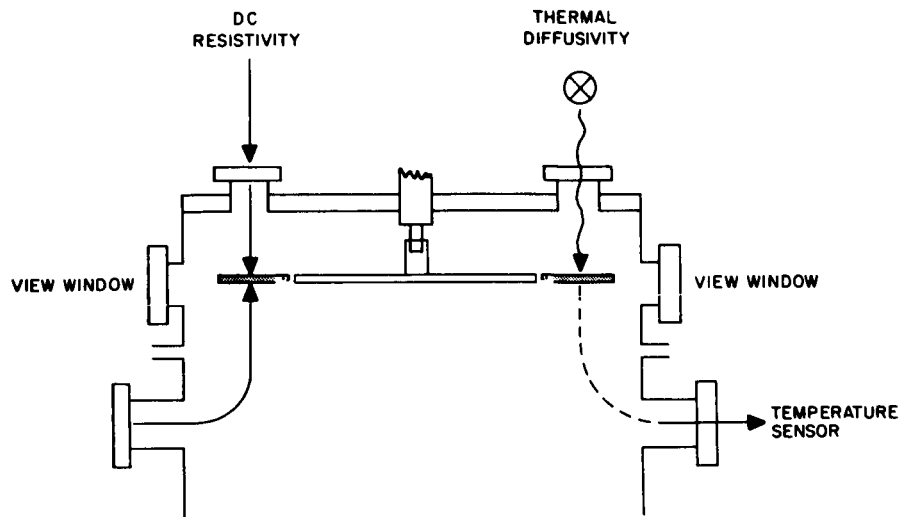 DC
RESISTIVITY
THERMAL
DIFFUSIVITY
VIEW WINDOW
VIEW WINDOW
TEMPERATURE
SENSOR